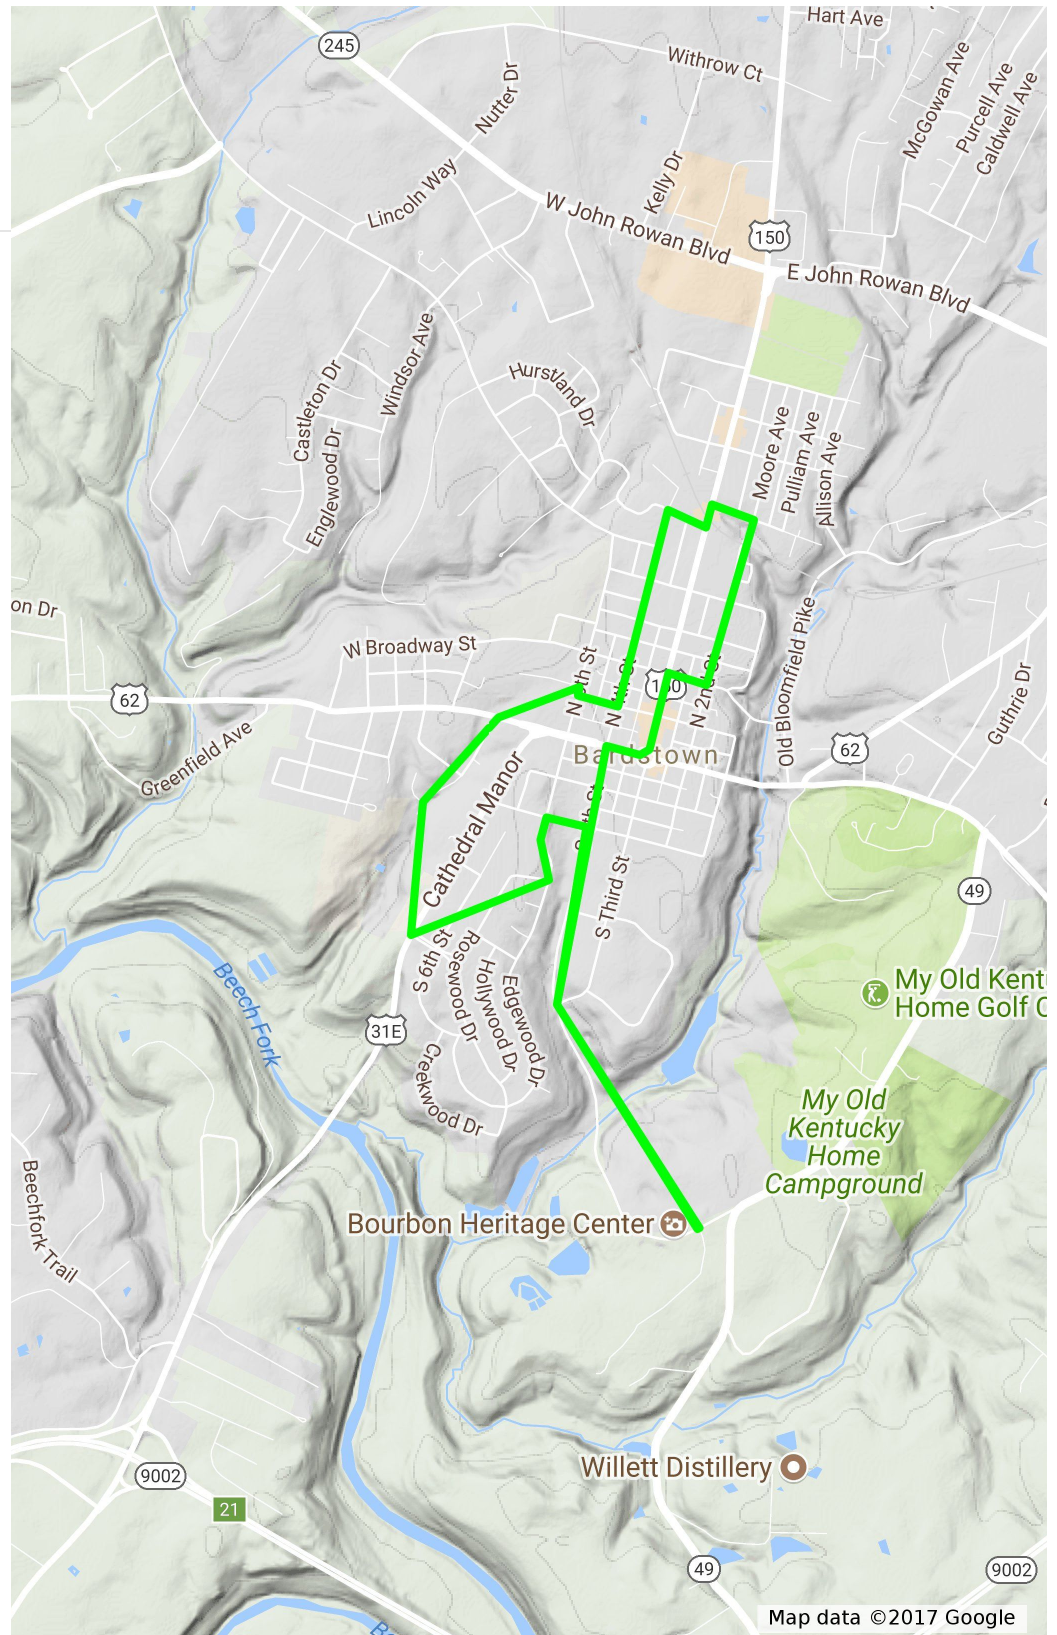 Hart Ave
245
Withrow Ct
McGowan Ave
Purcell Ave
Caldwell Ave
Nutter Dr
Kelly Dr
Lincoln Way
W John Rowan Blvd
150
E John Rowan Blvd
Windsor Ave
Castleton Dr
Hurstland Dr
Englewood Dr
Moore Ave
Pulliam Ave
Allison Ave
on Dr
W Broadway St
Old Bloomfield Pike
N 2nd St
62
Guthrie Dr
Greenfield Ave
62
Bardstown
Cathedral Manor
S Third St
49
S 6th St
Rosewood Dr
Hollywood Dr
Edgewood Dr
Beech Fork
My Old Kent
Home Golf C
31E
Creekwood Dr
My Old
Kentucky
Home
Campground
Beechfork Trail
Bourbon Heritage Center
Willett Distillery
9002
21
49
9002
Map data ©2017 Google